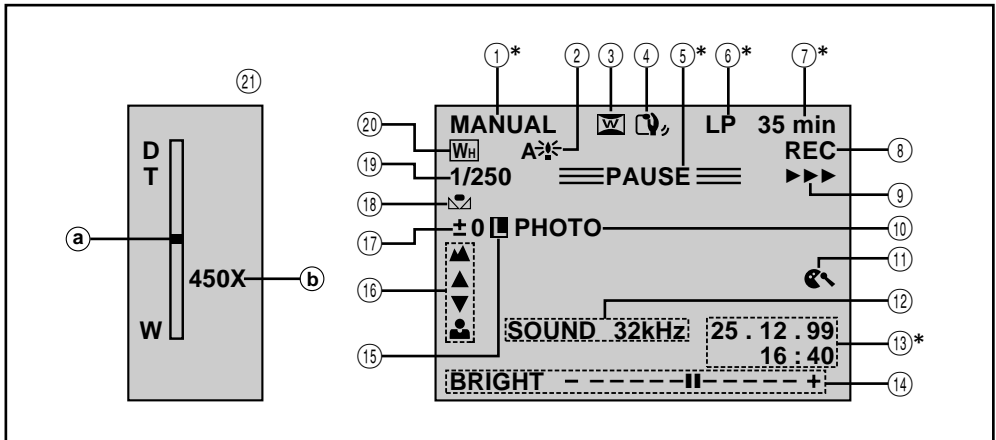 ㉑
D
T
ⓐ
450X ⓑ
W
①* ② ③ ④ ⑤* ⑥* ⑦*
MANUAL W LP 35 min
⑳ WH A REC ⑧
⑲ 1/250 PAUSE ►►► ⑨
⑱
⑰ ±0 L PHOTO ⑩
⑪
⑯ ▲
▼ ⑫
SOUND 32kHz 25 . 12 . 99
⑮ 16 : 40 ⑬*
BRIGHT - - - - - - - II - - - - - + ⑭